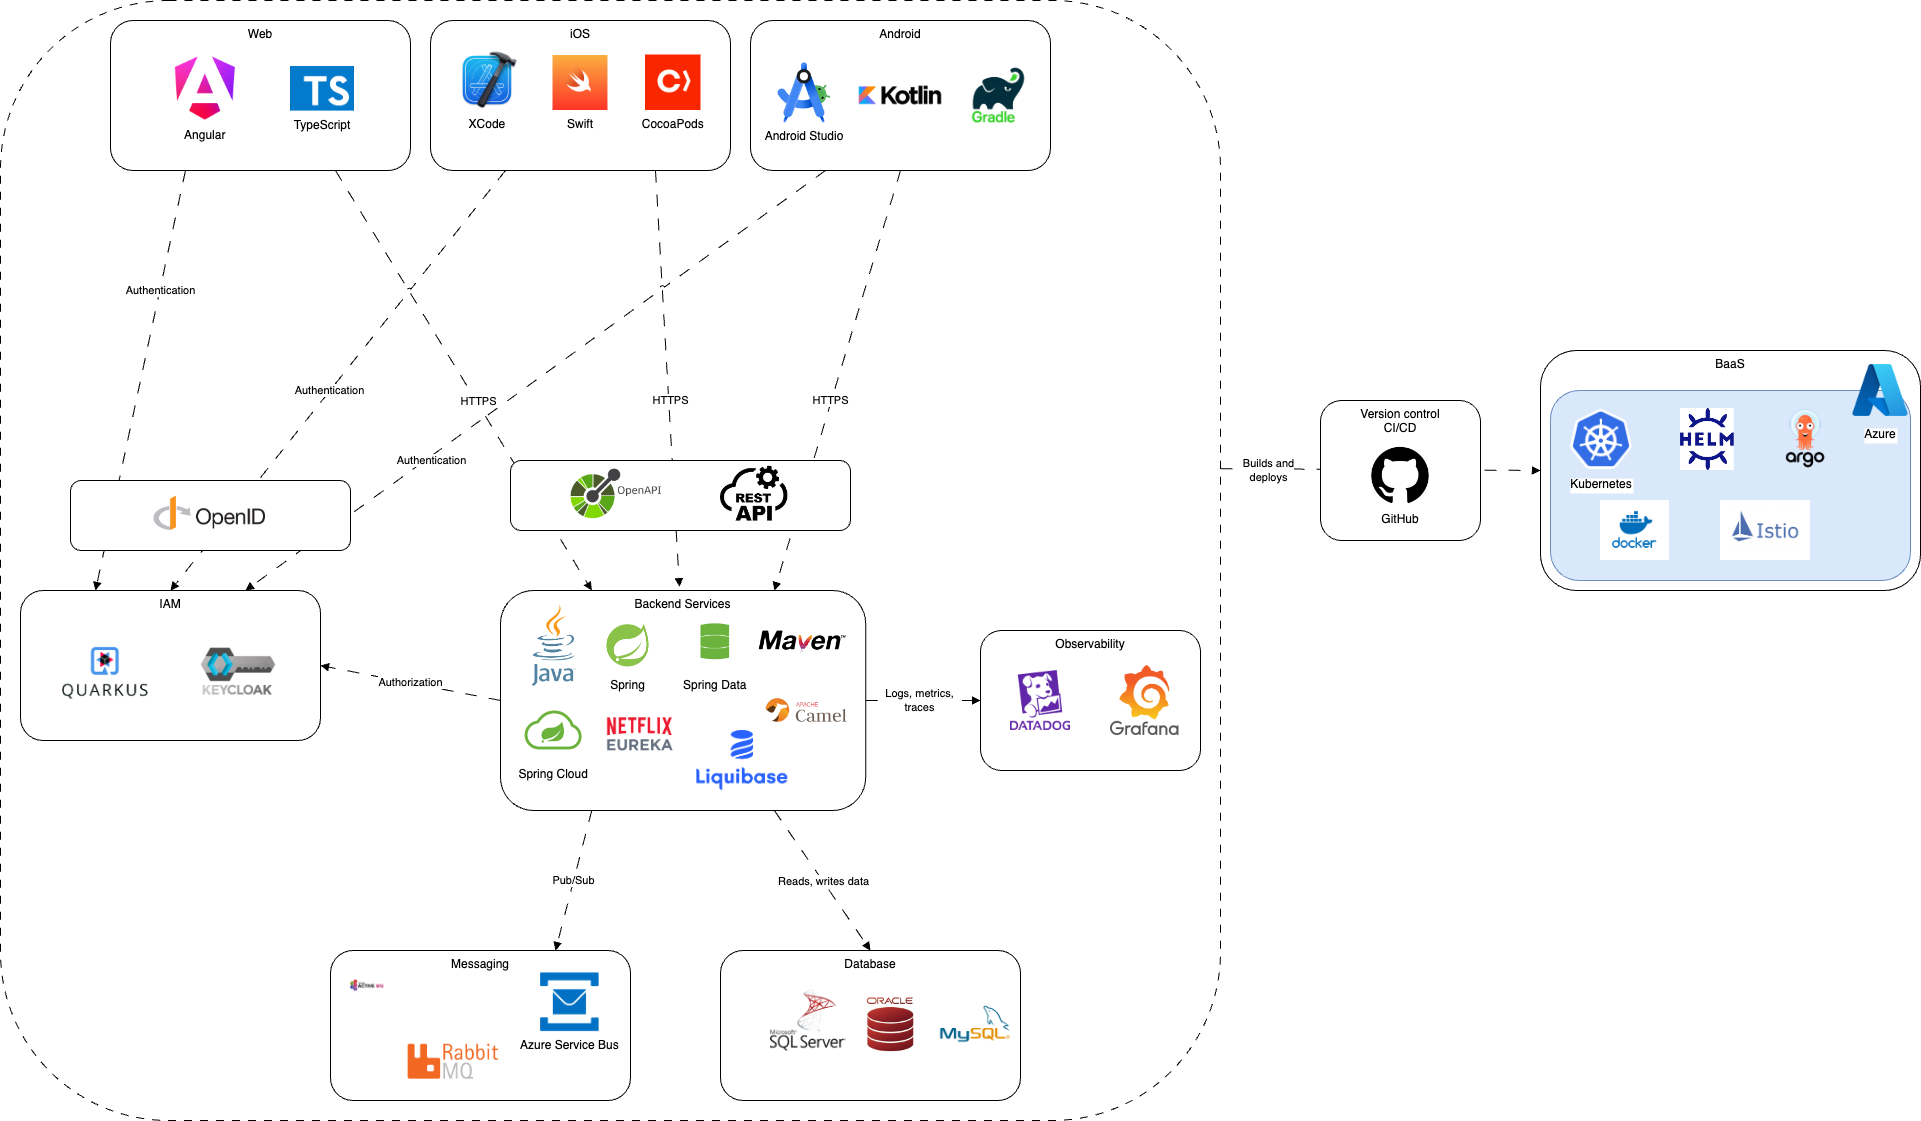 Web
TS
Angular
TypeScript
iOS
XCode
Swift
CocoaPods
Android
Android Studio
Kotlin
Gradle
Authentication
Authentication
Authentication
HTTPS
HTTPS
HTTPS
OpenID
OpenAPI
REST
API
IAM
QUARKUS
KEYCLOAK
Authorization
Backend Services
Java
Spring
Spring Data
Maven™
Spring Cloud
NETFLIX
EUREKA
APACHE
Camel
Liquibase
Logs, metrics,
traces
Observability
DATADOG
Grafana
Pub/Sub
Reads, writes data
Messaging
ACTIVE MQ
Rabbit
MQ
Azure Service Bus
Database
Microsoft
SQL Server
ORACLE
MySQL
Builds and
deploys
Version control
CI/CD
GitHub
BaaS
Azure
Kubernetes
HELM
argo
docker
Istio